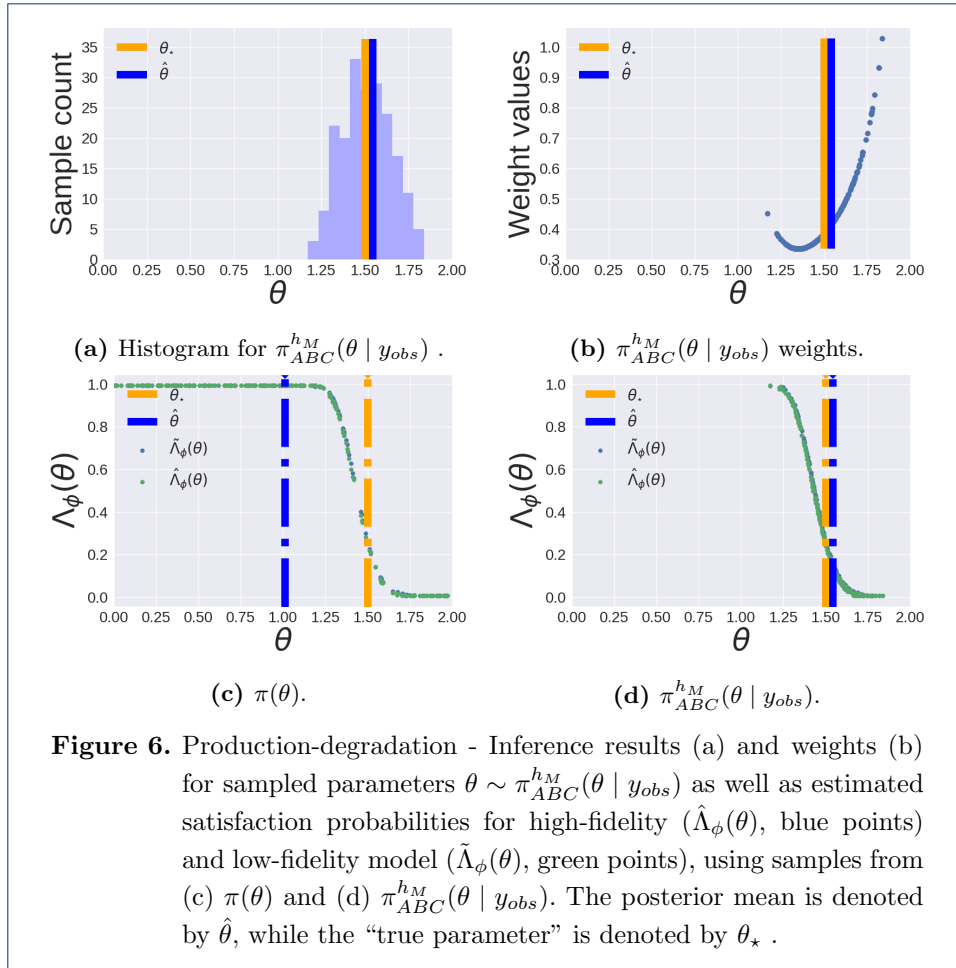 Sample count
35
30
25
20
15
10
5
0
θ⋆
θ̂
0.00 0.25 0.50 0.75 1.00 1.25 1.50 1.75 2.00
θ
Weight values
1.0
0.9
0.8
0.7
0.6
0.5
0.4
0.3
θ⋆
θ̂
0.00 0.25 0.50 0.75 1.00 1.25 1.50 1.75 2.00
θ
(a) Histogram for π_{ABC}^{h_M}(θ | y_{obs}) .
(b) π_{ABC}^{h_M}(θ | y_{obs}) weights.
Λ_ϕ(θ)
1.0
0.8
0.6
0.4
0.2
0.0
θ⋆
θ̂
Λ̃_ϕ(θ)
Λ̂_ϕ(θ)
0.00 0.25 0.50 0.75 1.00 1.25 1.50 1.75 2.00
θ
Λ_ϕ(θ)
1.0
0.8
0.6
0.4
0.2
0.0
θ⋆
θ̂
Λ̃_ϕ(θ)
Λ̂_ϕ(θ)
0.00 0.25 0.50 0.75 1.00 1.25 1.50 1.75 2.00
θ
(c) π(θ).
(d) π_{ABC}^{h_M}(θ | y_{obs}).
Figure 6. Production-degradation - Inference results (a) and weights (b)
for sampled parameters θ ∼ π_{ABC}^{h_M}(θ | y_{obs}) as well as estimated
satisfaction probabilities for high-fidelity (Λ̂_ϕ(θ), blue points)
and low-fidelity model (Λ̃_ϕ(θ), green points), using samples from
(c) π(θ) and (d) π_{ABC}^{h_M}(θ | y_{obs}). The posterior mean is denoted
by θ̂, while the “true parameter” is denoted by θ⋆ .